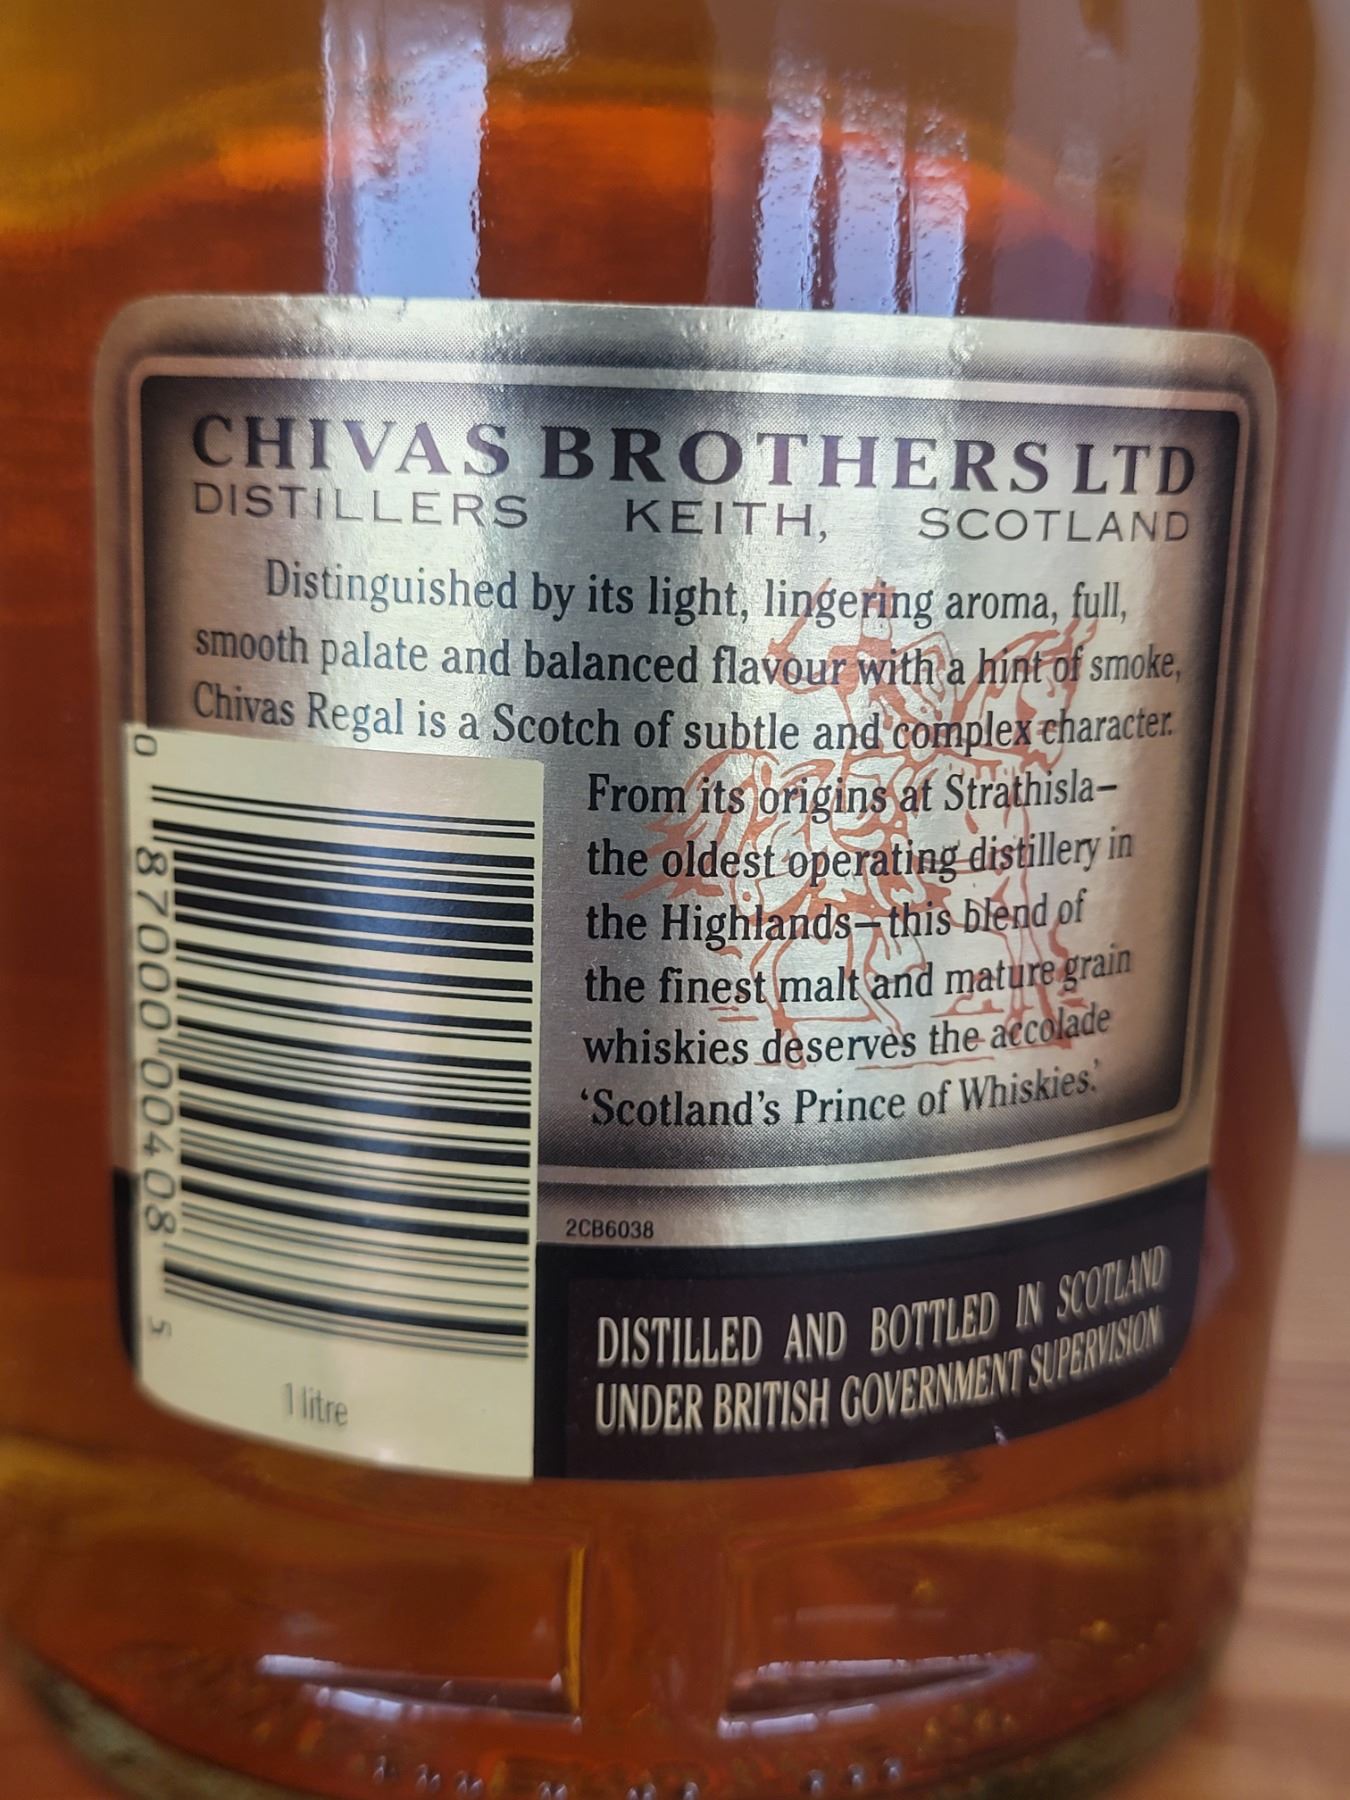 CHIVAS BROTHERS LTD
DISTILLERS KEITH, SCOTLAND
Distinguished by its light, lingering aroma, full,
smooth palate and balanced flavour with a hint of smoke,
Chivas Regal is a Scotch of subtle and complex character.
From its origins at Strathisla–
the oldest operating distillery in
the Highlands–this blend of
the finest malt and mature grain
whiskies deserves the accolade
‘Scotland’s Prince of Whiskies.’
0 87000 00408 5
1 litre
2CB6038
DISTILLED AND BOTTLED IN SCOTLAND
UNDER BRITISH GOVERNMENT SUPERVISION